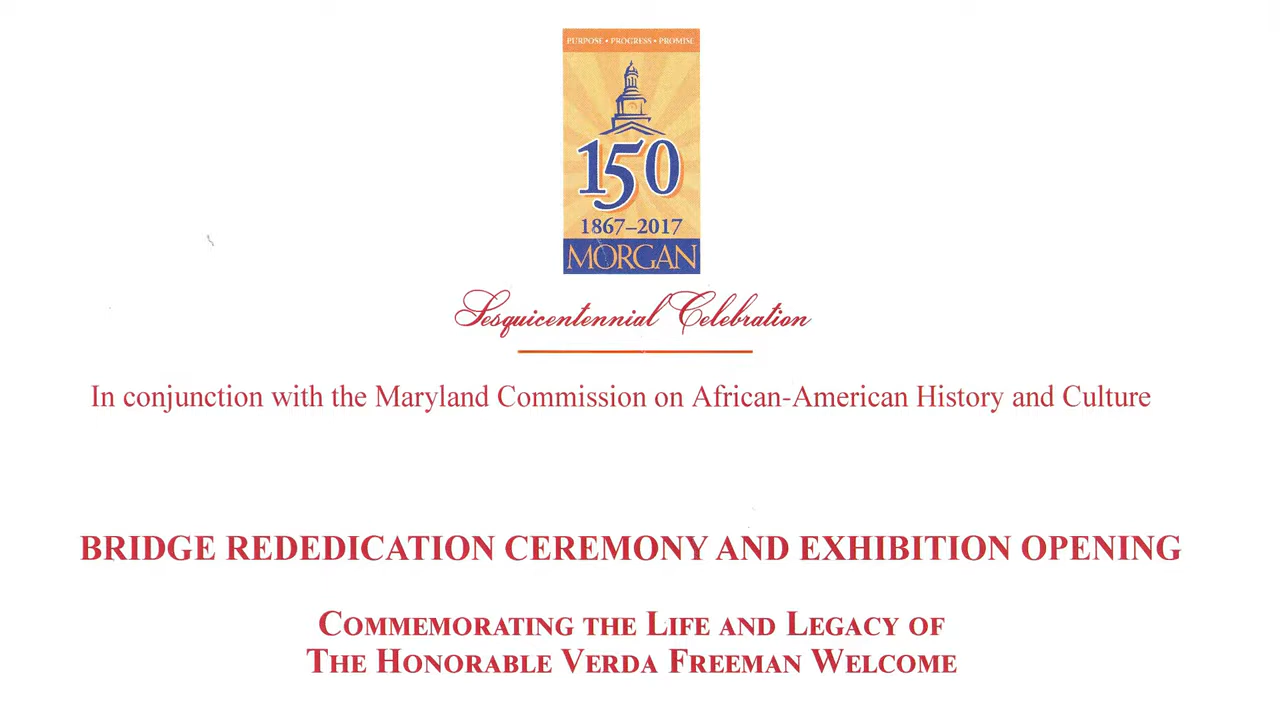 PURPOSE • PROGRESS • PROMISE
150
1867–2017
MORGAN
Sesquicentennial Celebration
In conjunction with the Maryland Commission on African-American History and Culture
BRIDGE REDEDICATION CEREMONY AND EXHIBITION OPENING
COMMEMORATING THE LIFE AND LEGACY OF
THE HONORABLE VERDA FREEMAN WELCOME